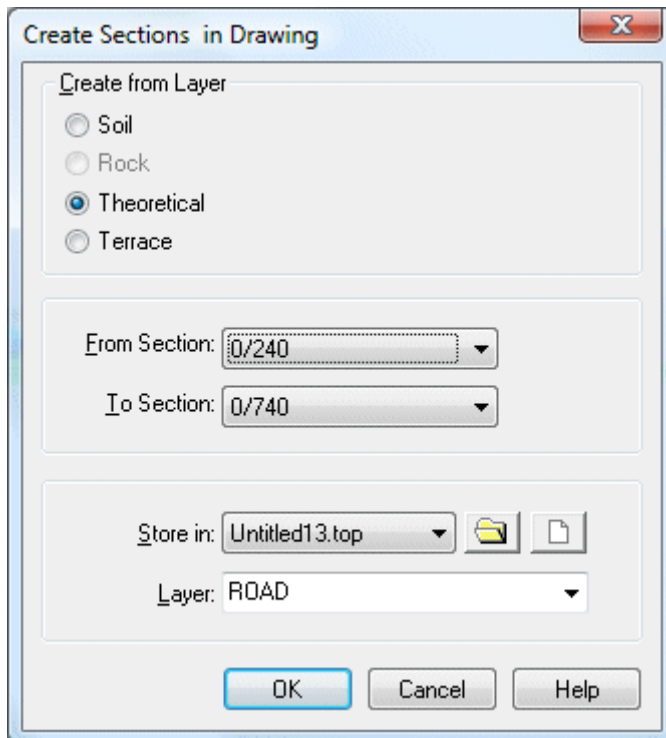 Create Sections  in Drawing
Create from Layer
Soil
Rock
Theoretical
Terrace
From Section: 0/240
To Section: 0/740
Store in: Untitled13.top
Layer: ROAD
OK Cancel Help